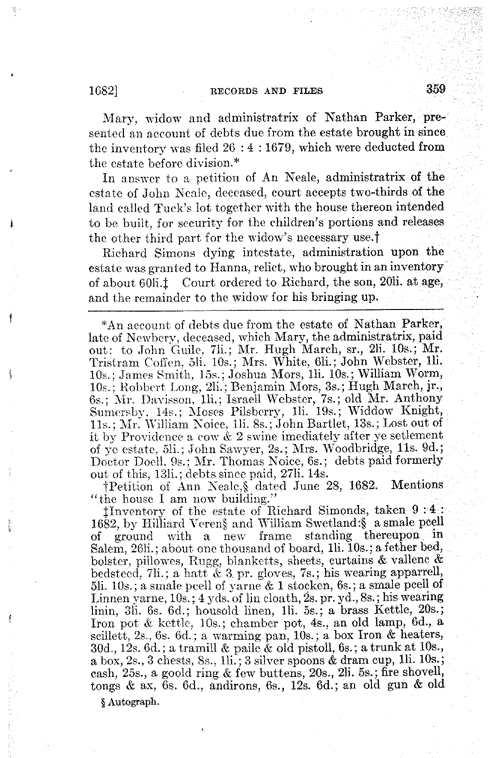 1682] RECORDS AND FILES 359
Mary, widow and administratrix of Nathan Parker, pre-
sented an account of debts due from the estate brought in since
the inventory was filed 26 : 4 : 1679, which were deducted from
the estate before division.*
In answer to a petition of An Neale, administratrix of the
estate of John Neale, deceased, court accepts two-thirds of the
land called Tuck's lot together with the house thereon intended
to be built, for security for the children's portions and releases
the other third part for the widow's necessary use.†
Richard Simons dying intestate, administration upon the
estate was granted to Hanna, relict, who brought in an inventory
of about 60li.‡ Court ordered to Richard, the son, 20li. at age,
and the remainder to the widow for his bringing up.
*An account of debts due from the estate of Nathan Parker,
late of Newbery, deceased, which Mary, the administratrix, paid
out: to John Guile, 7li.; Mr. Hugh March, sr., 2li. 10s.; Mr.
Tristram Coffen, 5li. 10s.; Mrs. White, 6li.; John Webster, 1li.
10s.; James Smith, 15s.; Joshua Mors, 1li. 10s.; William Worm,
10s.; Robbert Long, 2li.; Benjamin Mors, 3s.; Hugh March, jr.,
6s.; Mr. Davisson, 1li.; Israell Webster, 7s.; old Mr. Anthony
Sumersby, 14s.; Moses Pilsberry, 1li. 19s.; Widdow Knight,
11s.; Mr. William Noice, 1li. 8s.; John Bartlet, 13s.; Lost out of
it by Providence a cow & 2 swine imediately after ye setlement
of ye estate, 5li.; John Sawyer, 2s.; Mrs. Woodbridge, 11s. 9d.;
Doctor Doell, 9s.; Mr. Thomas Noice, 6s.; debts paid formerly
out of this, 13li.; debts since paid, 27li. 14s.
†Petition of Ann Neale,§ dated June 28, 1682. Mentions
"the house I am now building."
‡Inventory of the estate of Richard Simonds, taken 9 : 4 :
1682, by Hilliard Veren§ and William Swetland:§ a smale pcell
of ground with a new frame standing thereupon in
Salem, 26li.; about one thousand of board, 1li. 10s.; a fether bed,
bolster, pillowes, Rugg, blanketts, sheets, curtains & vallene &
bedsteed, 7li.; a hatt & 3 pr. gloves, 7s.; his wearing apparrell,
5li. 10s.; a smale pcell of yarne & 1 stocken, 6s.; a smale pcell of
Linnen yarne, 10s.; 4 yds. of lin cloath, 2s. pr. yd., 8s.; his wearing
linin, 3li. 6s. 6d.; housold linen, 1li. 5s.; a brass Kettle, 20s.;
Iron pot & kettle, 10s.; chamber pot, 4s., an old lamp, 6d., a
scillett, 2s., 6s. 6d.; a warming pan, 10s.; a box Iron & heaters,
30d., 12s. 6d.; a tramill & paile & old pistoll, 6s.; a trunk at 10s.,
a box, 2s., 3 chests, 8s., 1li.; 3 silver spoons & dram cup, 1li. 10s.;
cash, 25s., a goold ring & few buttens, 20s., 2li. 5s.; fire shovell,
tongs & ax, 6s. 6d., andirons, 6s., 12s. 6d.; an old gun & old
§ Autograph.